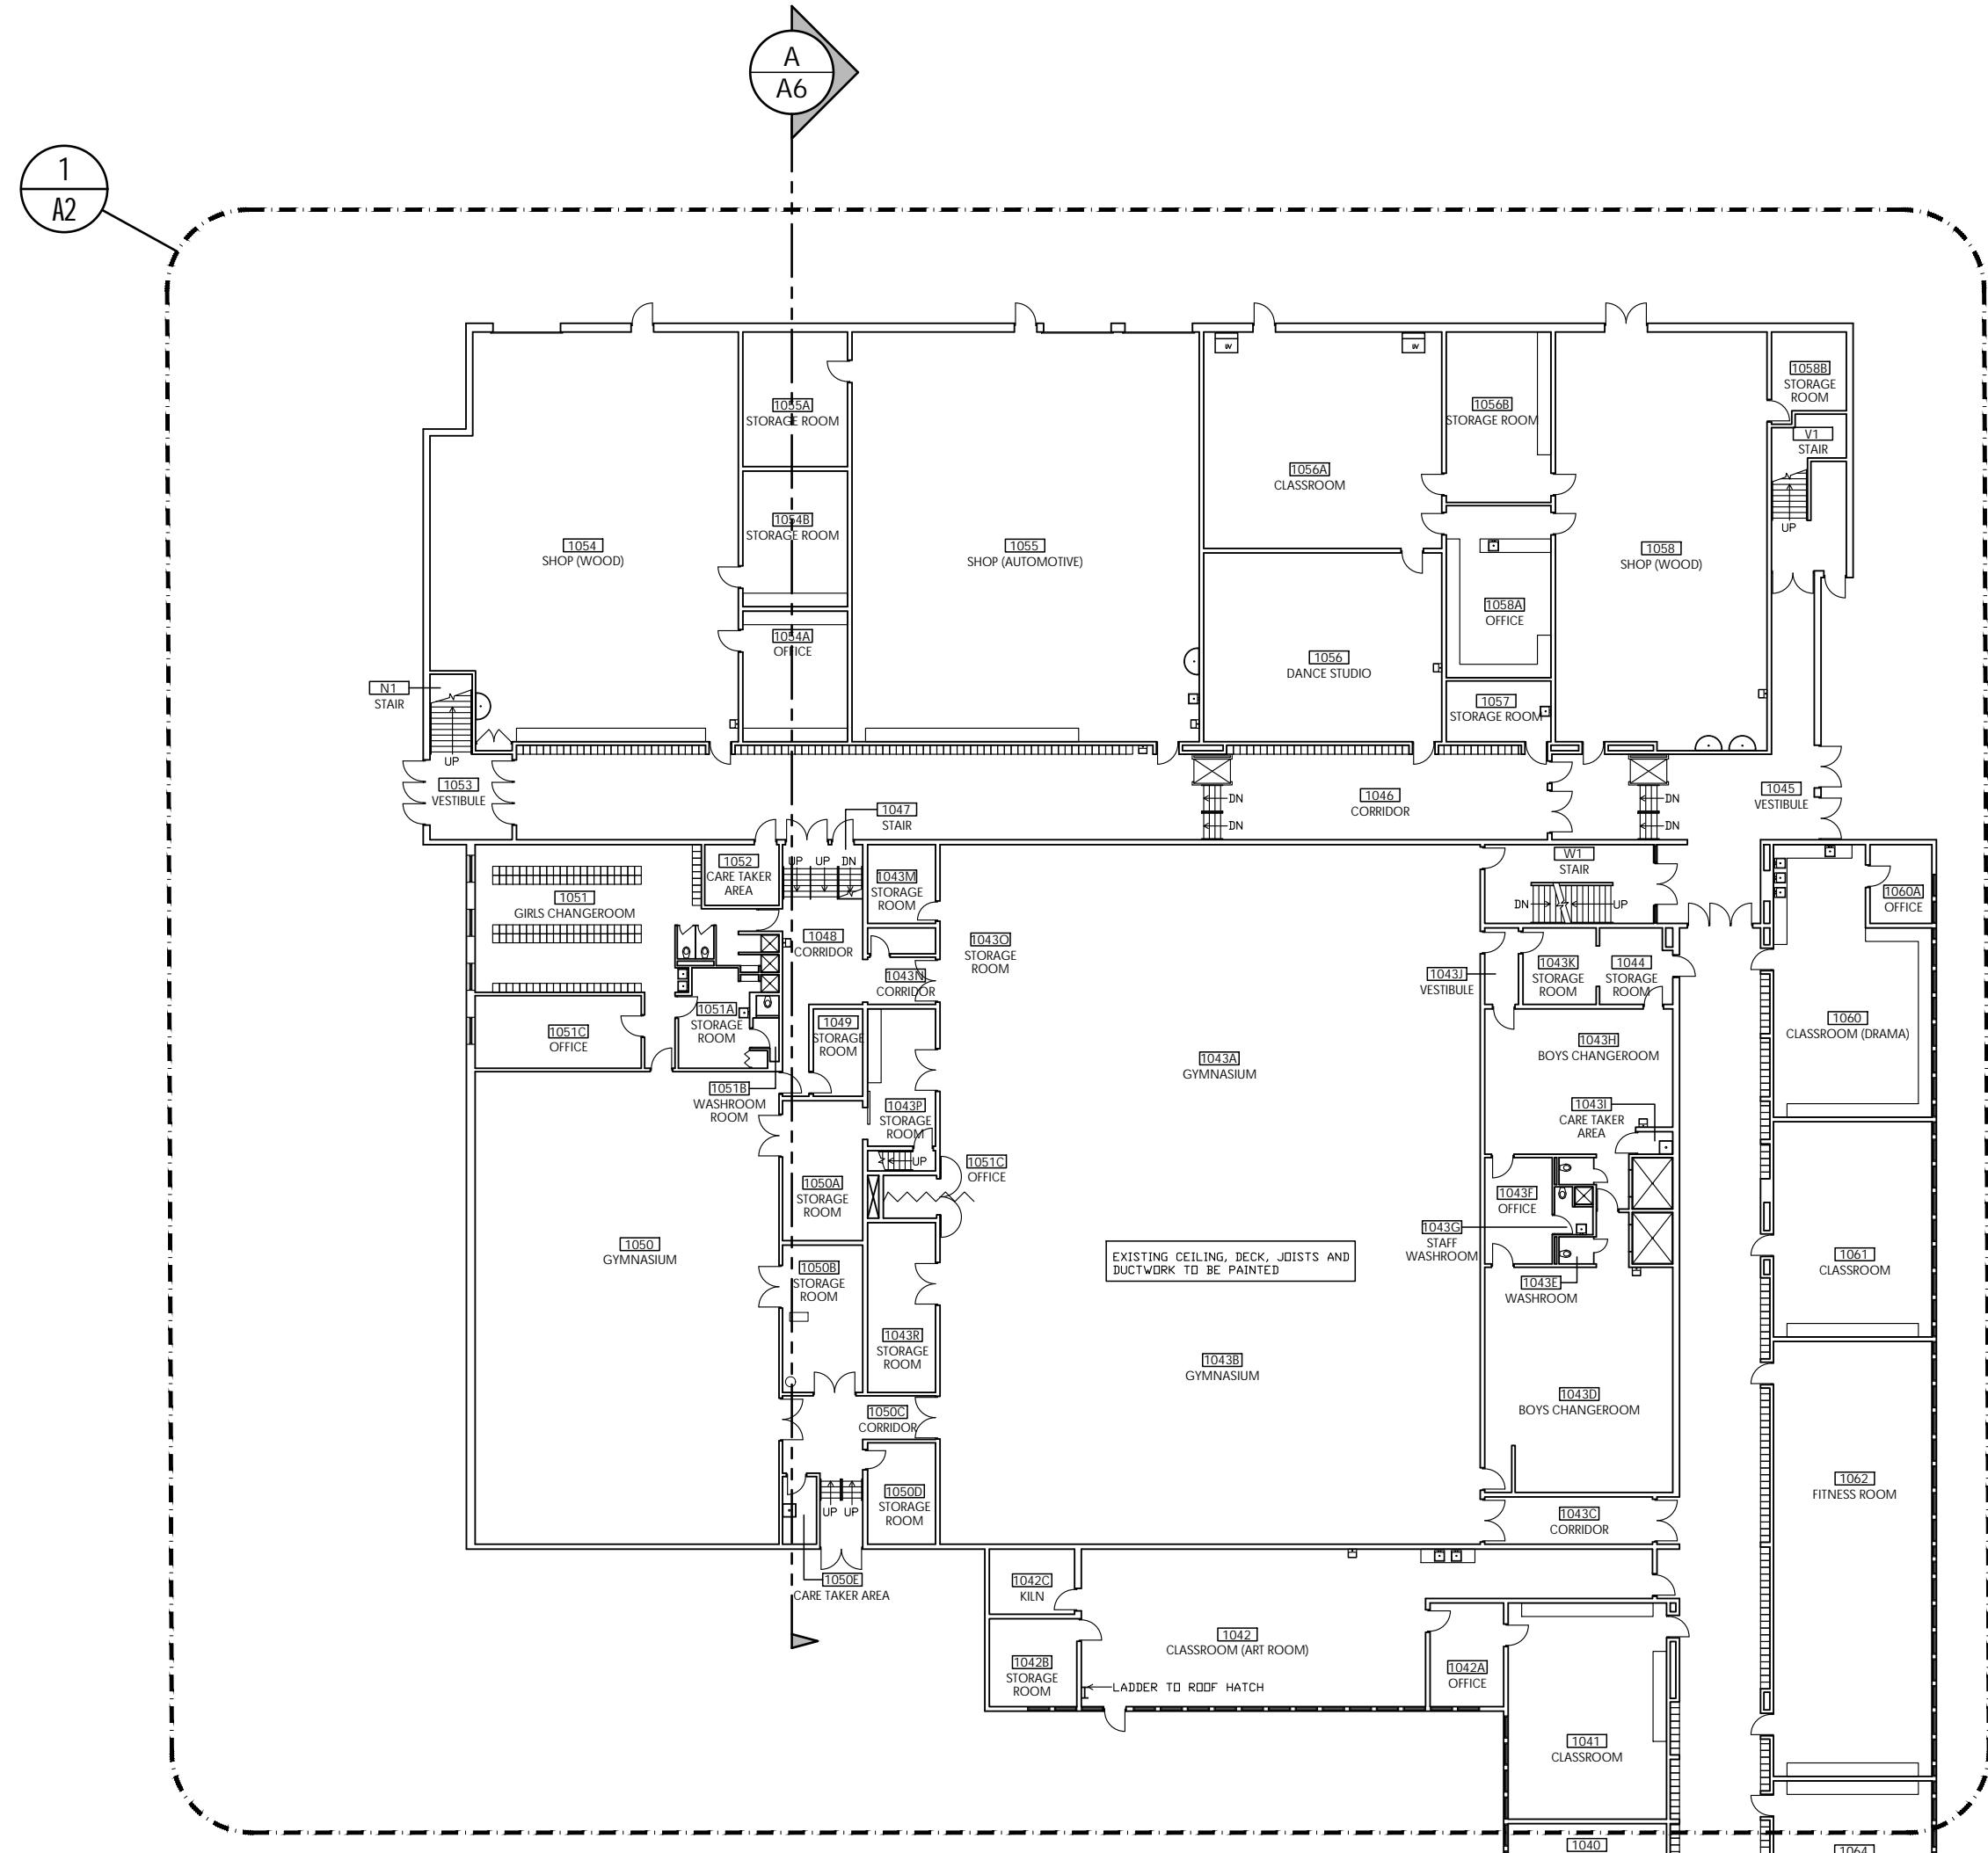 A
A6
1
A2
1055A
STORAGE ROOM
1054B
STORAGE ROOM
1054A
OFFICE
1054
SHOP (WOOD)
1055
SHOP (AUTOMOTIVE)
1056A
CLASSROOM
1056B
STORAGE ROOM
1058B
STORAGE
ROOM
V1
STAIR
UP
1058
SHOP (WOOD)
1058A
OFFICE
1056
DANCE STUDIO
1057
STORAGE ROOM
N1
STAIR
UP
1053
VESTIBULE
1047
STAIR
DN
DN
1046
CORRIDOR
DN
DN
1045
VESTIBULE
1052
CARE TAKER
AREA
UP
UP
DN
1043M
STORAGE
ROOM
W1
STAIR
DN
UP
1060A
OFFICE
1051
GIRLS CHANGEROOM
1048
CORRIDOR
1043O
STORAGE
ROOM
1043N
CORRIDOR
1043J
VESTIBULE
1043K
STORAGE
ROOM
1044
STORAGE
ROOM
1051C
OFFICE
1051A
STORAGE
ROOM
1049
STORAGE
ROOM
1060
CLASSROOM (DRAMA)
1043H
BOYS CHANGEROOM
1043A
GYMNASIUM
1051B
WASHROOM
ROOM
1043P
STORAGE
ROOM
1043I
CARE TAKER
AREA
UP
1051C
OFFICE
1050A
STORAGE
ROOM
1043F
OFFICE
1043G
STAFF
WASHROOM
1050
GYMNASIUM
1050B
STORAGE
ROOM
EXISTING CEILING, DECK, JOISTS AND
DUCTWORK TO BE PAINTED
1061
CLASSROOM
1043E
WASHROOM
1043R
STORAGE
ROOM
1043B
GYMNASIUM
1043D
BOYS CHANGEROOM
1050C
CORRIDOR
1062
FITNESS ROOM
1050D
STORAGE
ROOM
UP
UP
1043C
CORRIDOR
1050E
CARE TAKER AREA
1042C
KILN
1042
CLASSROOM (ART ROOM)
1042B
STORAGE
ROOM
1042A
OFFICE
LADDER TO ROOF HATCH
1041
CLASSROOM
1040
1064